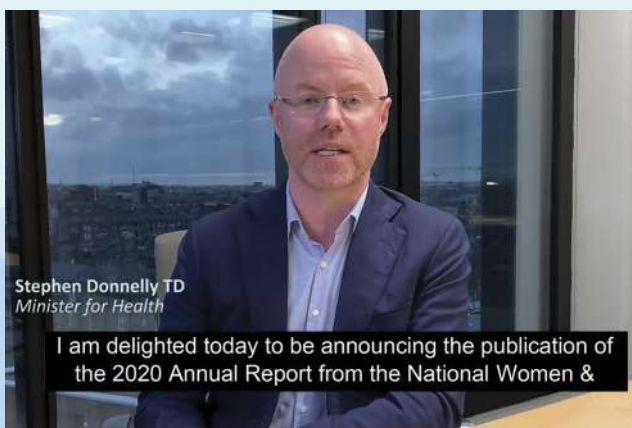 Stephen Donnelly TD
Minister for Health
I am delighted today to be announcing the publication of
the 2020 Annual Report from the National Women &